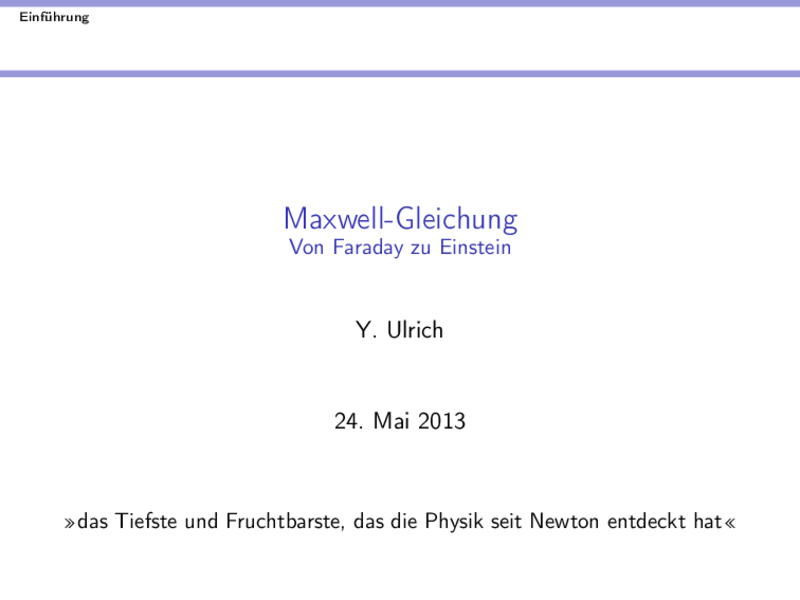 Einführung
Maxwell-Gleichung
Von Faraday zu Einstein
Y. Ulrich
24. Mai 2013
»das Tiefste und Fruchtbarste, das die Physik seit Newton entdeckt hat«